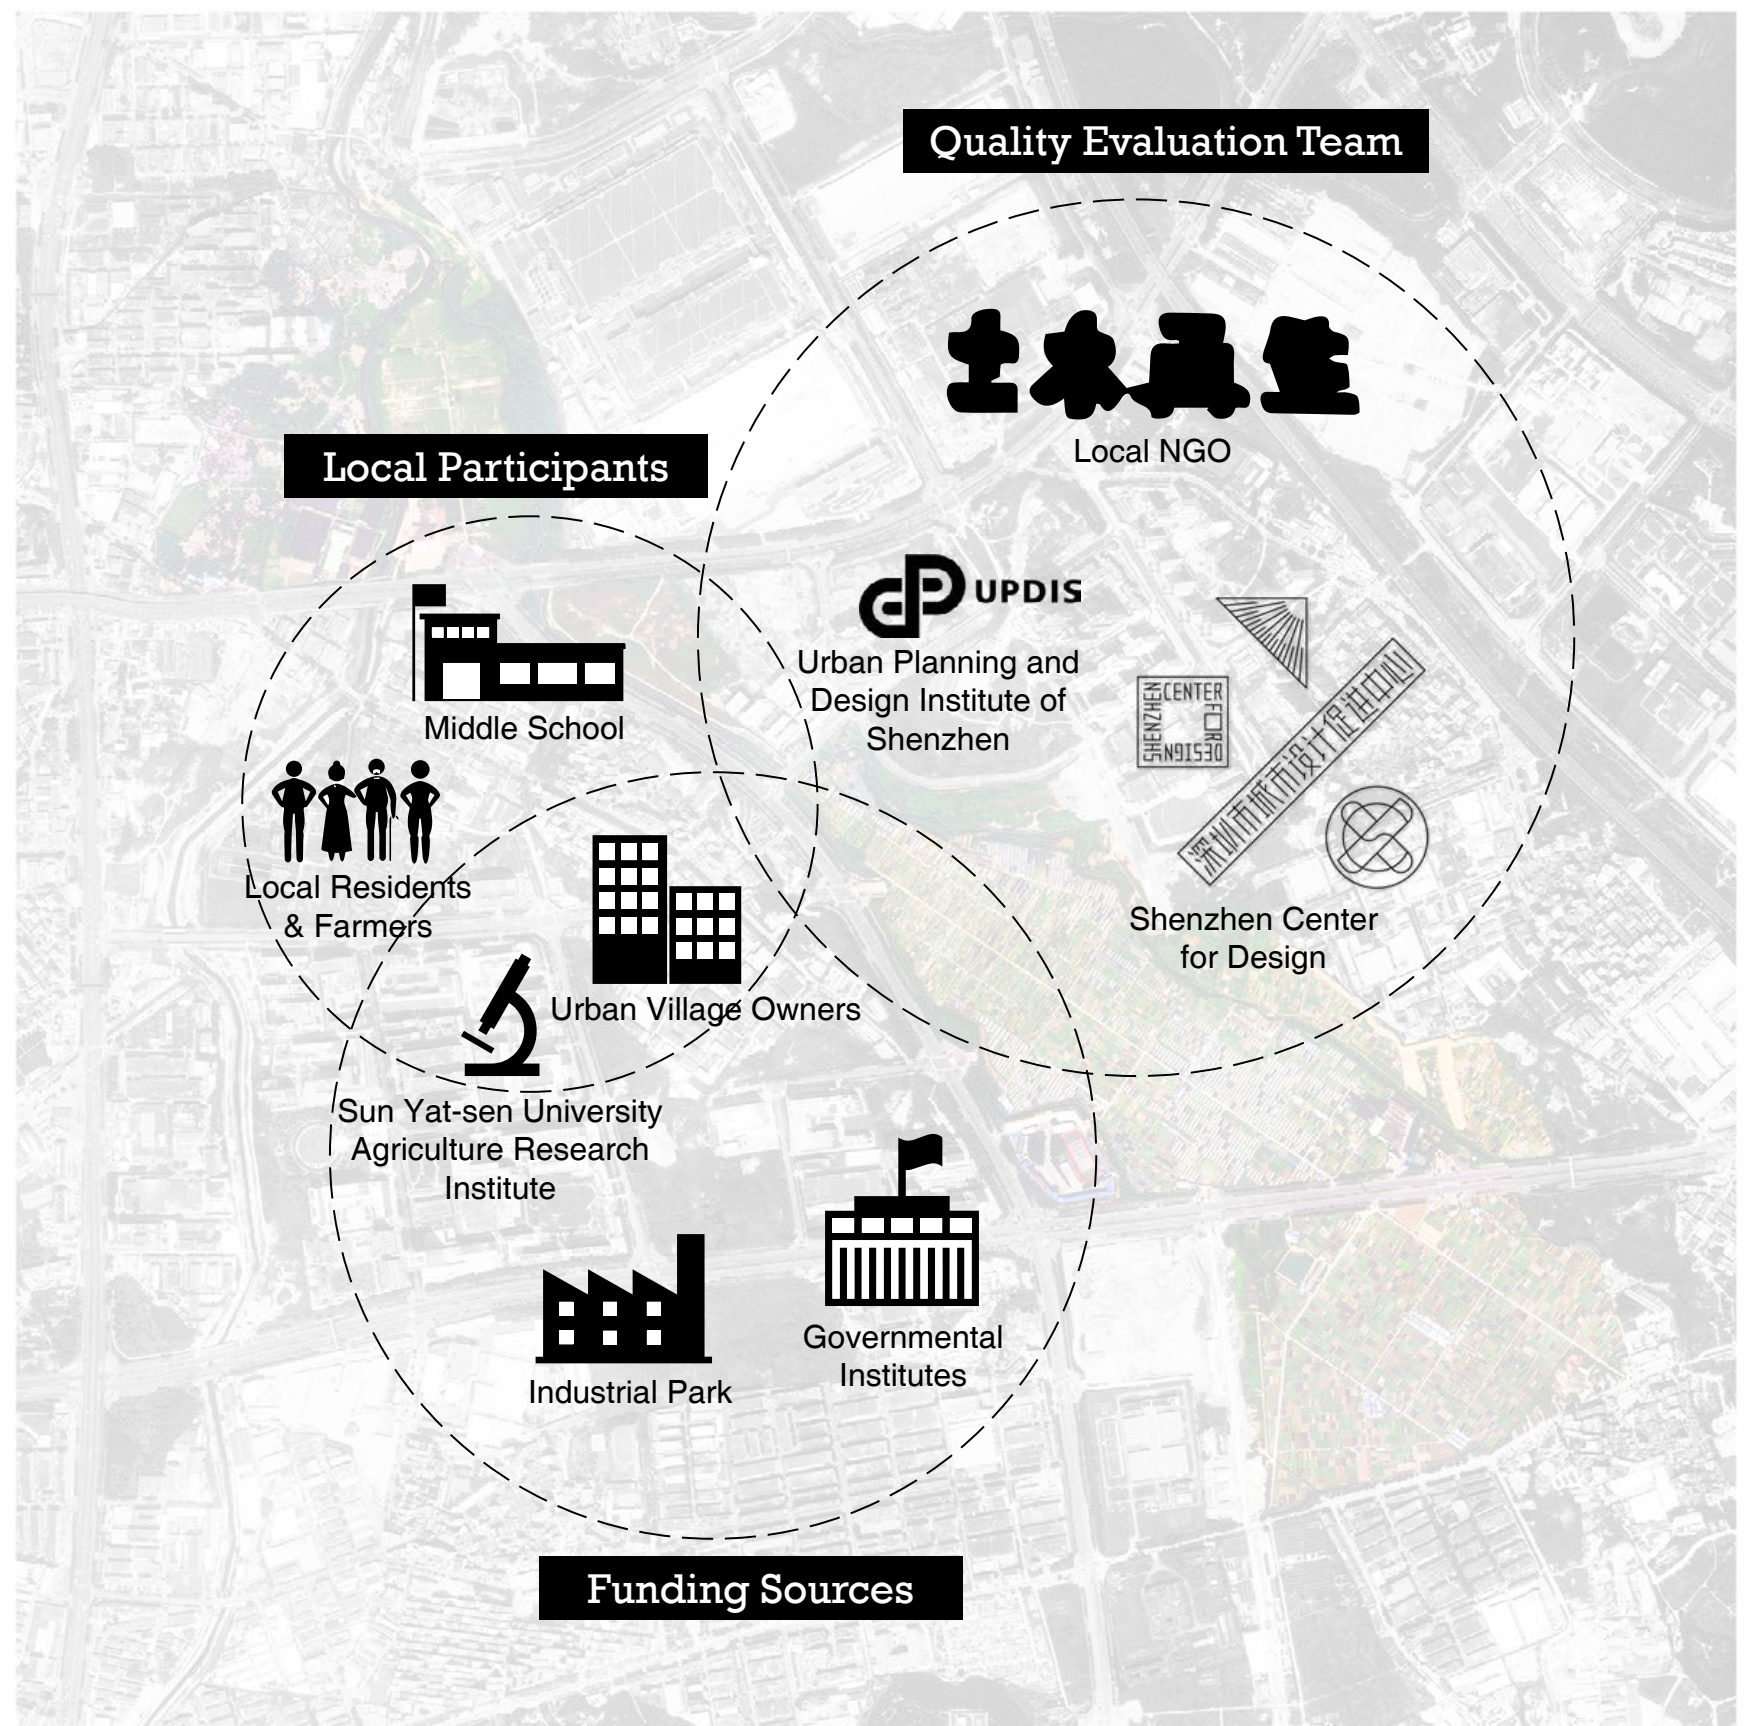 Quality Evaluation Team
土木再生
Local NGO
Local Participants
UPDIS
Urban Planning and
Design Institute of
Shenzhen
Middle School
SHENZHEN
CENTER
FOR
DESIGN
深圳市城市设计促进中心
Local Residents
& Farmers
Shenzhen Center
for Design
Urban Village Owners
Sun Yat-sen University
Agriculture Research
Institute
Governmental
Institutes
Industrial Park
Funding Sources